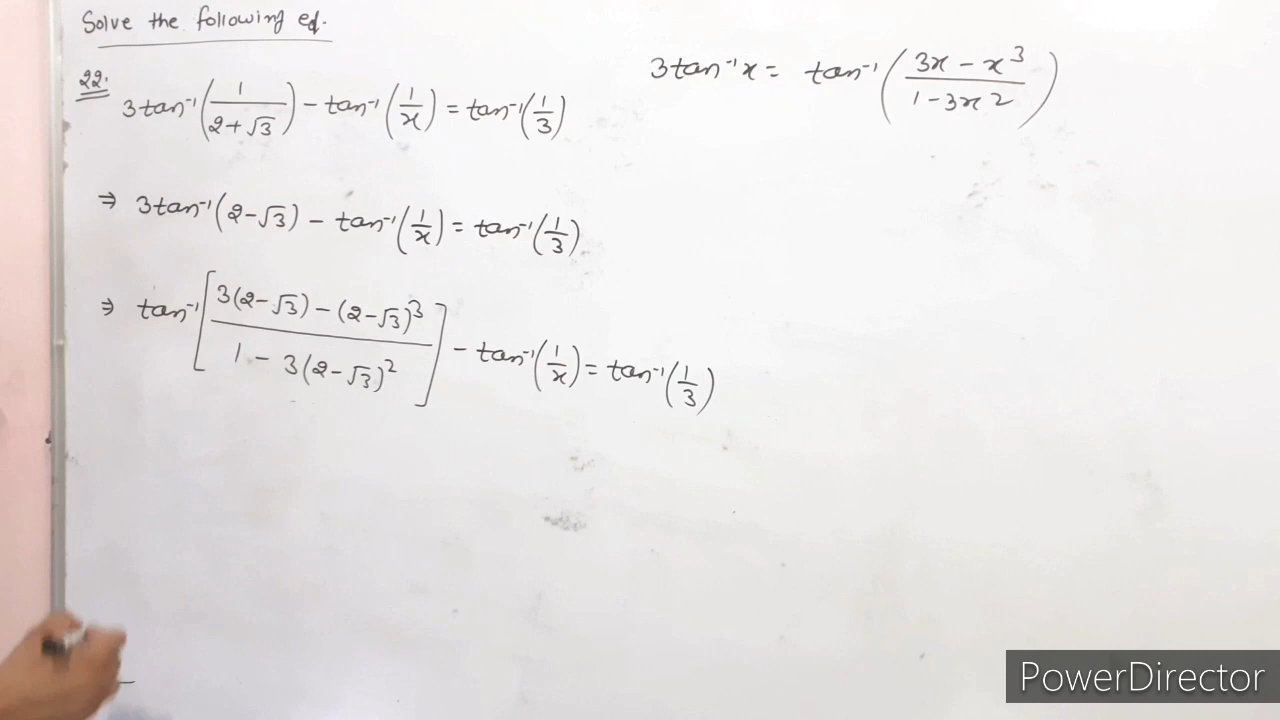 Solve the following eq.
22. 3tan⁻¹(1/(2+√3)) − tan⁻¹(1/x) = tan⁻¹(1/3)
3tan⁻¹x = tan⁻¹((3x − x³)/(1 − 3x²))
⇒ 3tan⁻¹(2−√3) − tan⁻¹(1/x) = tan⁻¹(1/3)
⇒ tan⁻¹[(3(2−√3) − (2−√3)³)/(1 − 3(2−√3)²)] − tan⁻¹(1/x) = tan⁻¹(1/3)
PowerDirector